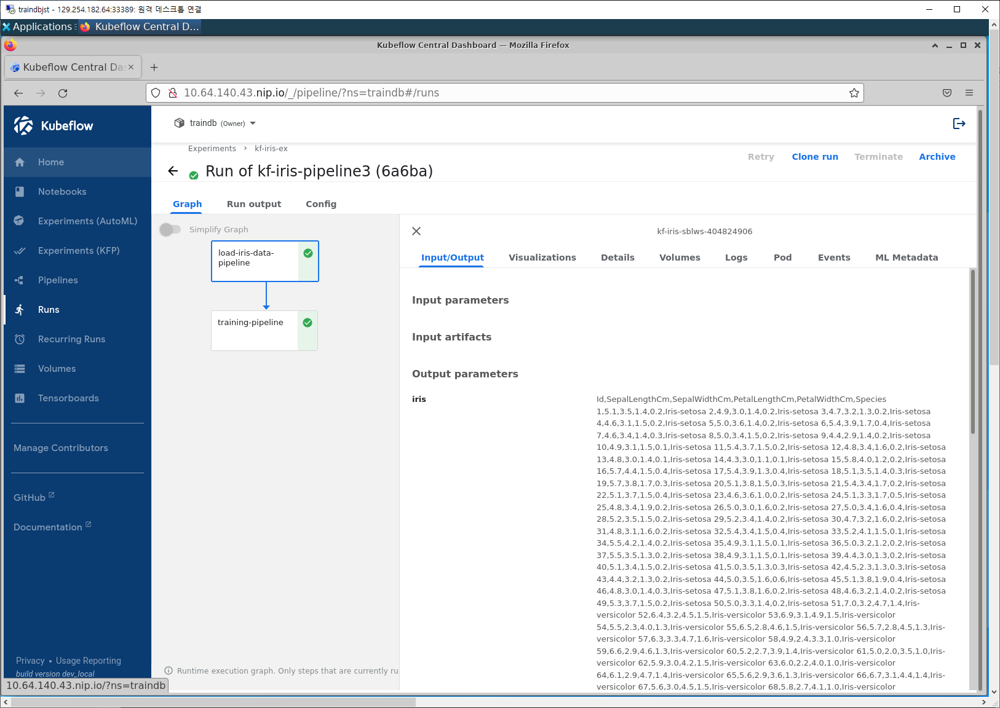 traindbjst - 129.254.182.64:33389: 원격 데스크톱 연결
Applications
Kubeflow Central D...
Kubeflow Central Dashboard — Mozilla Firefox
Kubeflow Central Das
10.64.140.43.nip.io/_/pipeline/?ns=traindb#/runs
Kubeflow
traindb (Owner)
Home
Notebooks
Experiments (AutoML)
Experiments (KFP)
Pipelines
Runs
Recurring Runs
Volumes
Tensorboards
Manage Contributors
GitHub
Documentation
Privacy • Usage Reporting
build version dev_local
10.64.140.43.nip.io/?ns=traindb
Experiments › kf-iris-ex
Run of kf-iris-pipeline3 (6a6ba)
Retry Clone run Terminate Archive
Graph Run output Config
Simplify Graph
load-iris-data-
pipeline
training-pipeline
Runtime execution graph. Only steps that are currently ru
kf-iris-sblws-404824906
Input/Output Visualizations Details Volumes Logs Pod Events ML Metadata
Input parameters
Input artifacts
Output parameters
iris
Id,SepalLengthCm,SepalWidthCm,PetalLengthCm,PetalWidthCm,Species
1,5.1,3.5,1.4,0.2,Iris-setosa 2,4.9,3.0,1.4,0.2,Iris-setosa 3,4.7,3.2,1.3,0.2,Iris-setosa
4,4.6,3.1,1.5,0.2,Iris-setosa 5,5.0,3.6,1.4,0.2,Iris-setosa 6,5.4,3.9,1.7,0.4,Iris-setosa
7,4.6,3.4,1.4,0.3,Iris-setosa 8,5.0,3.4,1.5,0.2,Iris-setosa 9,4.4,2.9,1.4,0.2,Iris-setosa
10,4.9,3.1,1.5,0.1,Iris-setosa 11,5.4,3.7,1.5,0.2,Iris-setosa 12,4.8,3.4,1.6,0.2,Iris-setosa
13,4.8,3.0,1.4,0.1,Iris-setosa 14,4.3,3.0,1.1,0.1,Iris-setosa 15,5.8,4.0,1.2,0.2,Iris-setosa
16,5.7,4.4,1.5,0.4,Iris-setosa 17,5.4,3.9,1.3,0.4,Iris-setosa 18,5.1,3.5,1.4,0.3,Iris-setosa
19,5.7,3.8,1.7,0.3,Iris-setosa 20,5.1,3.8,1.5,0.3,Iris-setosa 21,5.4,3.4,1.7,0.2,Iris-setosa
22,5.1,3.7,1.5,0.4,Iris-setosa 23,4.6,3.6,1.0,0.2,Iris-setosa 24,5.1,3.3,1.7,0.5,Iris-setosa
25,4.8,3.4,1.9,0.2,Iris-setosa 26,5.0,3.0,1.6,0.2,Iris-setosa 27,5.0,3.4,1.6,0.4,Iris-setosa
28,5.2,3.5,1.5,0.2,Iris-setosa 29,5.2,3.4,1.4,0.2,Iris-setosa 30,4.7,3.2,1.6,0.2,Iris-setosa
31,4.8,3.1,1.6,0.2,Iris-setosa 32,5.4,3.4,1.5,0.4,Iris-setosa 33,5.2,4.1,1.5,0.1,Iris-setosa
34,5.5,4.2,1.4,0.2,Iris-setosa 35,4.9,3.1,1.5,0.1,Iris-setosa 36,5.0,3.2,1.2,0.2,Iris-setosa
37,5.5,3.5,1.3,0.2,Iris-setosa 38,4.9,3.1,1.5,0.1,Iris-setosa 39,4.4,3.0,1.3,0.2,Iris-setosa
40,5.1,3.4,1.5,0.2,Iris-setosa 41,5.0,3.5,1.3,0.3,Iris-setosa 42,4.5,2.3,1.3,0.3,Iris-setosa
43,4.4,3.2,1.3,0.2,Iris-setosa 44,5.0,3.5,1.6,0.6,Iris-setosa 45,5.1,3.8,1.9,0.4,Iris-setosa
46,4.8,3.0,1.4,0.3,Iris-setosa 47,5.1,3.8,1.6,0.2,Iris-setosa 48,4.6,3.2,1.4,0.2,Iris-setosa
49,5.3,3.7,1.5,0.2,Iris-setosa 50,5.0,3.3,1.4,0.2,Iris-setosa 51,7.0,3.2,4.7,1.4,Iris-
versicolor 52,6.4,3.2,4.5,1.5,Iris-versicolor 53,6.9,3.1,4.9,1.5,Iris-versicolor
54,5.5,2.3,4.0,1.3,Iris-versicolor 55,6.5,2.8,4.6,1.5,Iris-versicolor 56,5.7,2.8,4.5,1.3,Iris-
versicolor 57,6.3,3.3,4.7,1.6,Iris-versicolor 58,4.9,2.4,3.3,1.0,Iris-versicolor
59,6.6,2.9,4.6,1.3,Iris-versicolor 60,5.2,2.7,3.9,1.4,Iris-versicolor 61,5.0,2.0,3.5,1.0,Iris-
versicolor 62,5.9,3.0,4.2,1.5,Iris-versicolor 63,6.0,2.2,4.0,1.0,Iris-versicolor
64,6.1,2.9,4.7,1.4,Iris-versicolor 65,5.6,2.9,3.6,1.3,Iris-versicolor 66,6.7,3.1,4.4,1.4,Iris-
versicolor 67,5.6,3.0,4.5,1.5,Iris-versicolor 68,5.8,2.7,4.1,1.0,Iris-versicolor